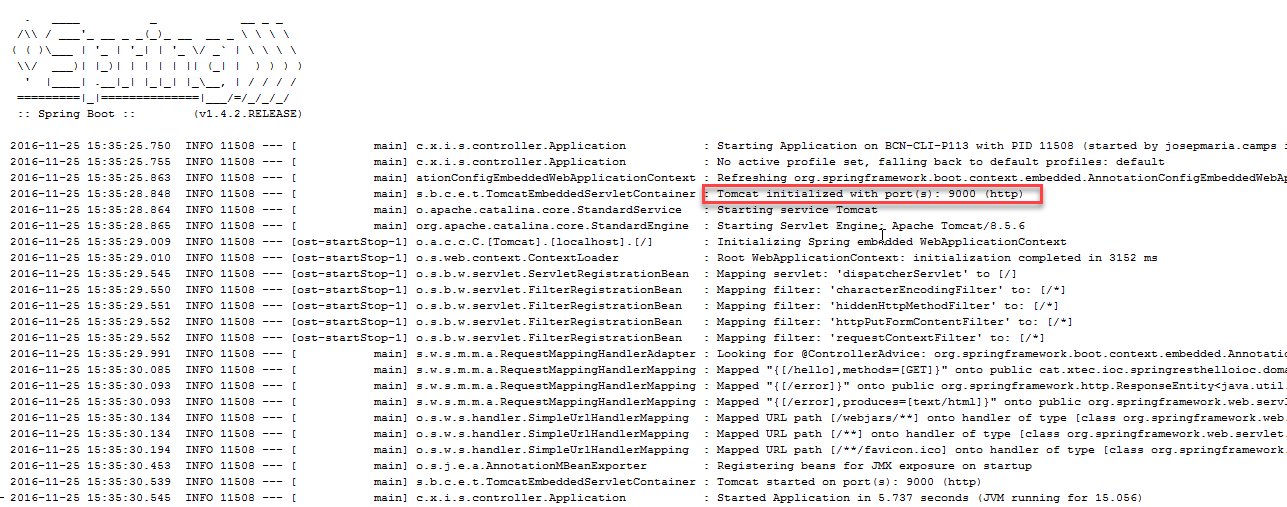 .   ____          _            __ _ _
 /\\ / ___'_ __ _ _(_)_ __  __ _ \ \ \ \
( ( )\___ | '_ | '_| | '_ \/ _` | \ \ \ \
 \\/  ___)| |_)| | | | | || (_| |  ) ) ) )
  '  |____| .__|_| |_|_| |_\__, | / / / /
 =========|_|==============|___/=/_/_/_/
 :: Spring Boot ::        (v1.4.2.RELEASE)
2016-11-25 15:35:25.750  INFO 11508 --- [           main] c.x.i.s.controller.Application           : Starting Application on BCN-CLI-P113 with PID 11508 (started by josepmaria.camps i
2016-11-25 15:35:25.755  INFO 11508 --- [           main] c.x.i.s.controller.Application           : No active profile set, falling back to default profiles: default
2016-11-25 15:35:25.863  INFO 11508 --- [           main] ationConfigEmbeddedWebApplicationContext : Refreshing org.springframework.boot.context.embedded.AnnotationConfigEmbeddedWebAp
2016-11-25 15:35:28.848  INFO 11508 --- [           main] s.b.c.e.t.TomcatEmbeddedServletContainer : Tomcat initialized with port(s): 9000 (http)
2016-11-25 15:35:28.864  INFO 11508 --- [           main] o.apache.catalina.core.StandardService   : Starting service Tomcat
2016-11-25 15:35:28.865  INFO 11508 --- [           main] org.apache.catalina.core.StandardEngine  : Starting Servlet Engine: Apache Tomcat/8.5.6
2016-11-25 15:35:29.009  INFO 11508 --- [ost-startStop-1] o.a.c.c.C.[Tomcat].[localhost].[/]       : Initializing Spring embedded WebApplicationContext
2016-11-25 15:35:29.010  INFO 11508 --- [ost-startStop-1] o.s.web.context.ContextLoader            : Root WebApplicationContext: initialization completed in 3152 ms
2016-11-25 15:35:29.545  INFO 11508 --- [ost-startStop-1] o.s.b.w.servlet.ServletRegistrationBean  : Mapping servlet: 'dispatcherServlet' to [/]
2016-11-25 15:35:29.550  INFO 11508 --- [ost-startStop-1] o.s.b.w.servlet.FilterRegistrationBean   : Mapping filter: 'characterEncodingFilter' to: [/*]
2016-11-25 15:35:29.551  INFO 11508 --- [ost-startStop-1] o.s.b.w.servlet.FilterRegistrationBean   : Mapping filter: 'hiddenHttpMethodFilter' to: [/*]
2016-11-25 15:35:29.552  INFO 11508 --- [ost-startStop-1] o.s.b.w.servlet.FilterRegistrationBean   : Mapping filter: 'httpPutFormContentFilter' to: [/*]
2016-11-25 15:35:29.552  INFO 11508 --- [ost-startStop-1] o.s.b.w.servlet.FilterRegistrationBean   : Mapping filter: 'requestContextFilter' to: [/*]
2016-11-25 15:35:29.991  INFO 11508 --- [           main] s.w.s.m.m.a.RequestMappingHandlerAdapter : Looking for @ControllerAdvice: org.springframework.boot.context.embedded.Annotatio
2016-11-25 15:35:30.085  INFO 11508 --- [           main] s.w.s.m.m.a.RequestMappingHandlerMapping : Mapped "{[/hello],methods=[GET]}" onto public cat.xtec.ioc.springresthelloioc.doma
2016-11-25 15:35:30.093  INFO 11508 --- [           main] s.w.s.m.m.a.RequestMappingHandlerMapping : Mapped "{[/error]}" onto public org.springframework.http.ResponseEntity<java.util.
2016-11-25 15:35:30.093  INFO 11508 --- [           main] s.w.s.m.m.a.RequestMappingHandlerMapping : Mapped "{[/error],produces=[text/html]}" onto public org.springframework.web.servl
2016-11-25 15:35:30.134  INFO 11508 --- [           main] o.s.w.s.handler.SimpleUrlHandlerMapping  : Mapped URL path [/webjars/**] onto handler of type [class org.springframework.web
2016-11-25 15:35:30.134  INFO 11508 --- [           main] o.s.w.s.handler.SimpleUrlHandlerMapping  : Mapped URL path [/**] onto handler of type [class org.springframework.web.servlet.
2016-11-25 15:35:30.194  INFO 11508 --- [           main] o.s.w.s.handler.SimpleUrlHandlerMapping  : Mapped URL path [/**/favicon.ico] onto handler of type [class org.springframework.
2016-11-25 15:35:30.453  INFO 11508 --- [           main] o.s.j.e.a.AnnotationMBeanExporter        : Registering beans for JMX exposure on startup
2016-11-25 15:35:30.539  INFO 11508 --- [           main] s.b.c.e.t.TomcatEmbeddedServletContainer : Tomcat started on port(s): 9000 (http)
2016-11-25 15:35:30.545  INFO 11508 --- [           main] c.x.i.s.controller.Application           : Started Application in 5.737 seconds (JVM running for 15.056)